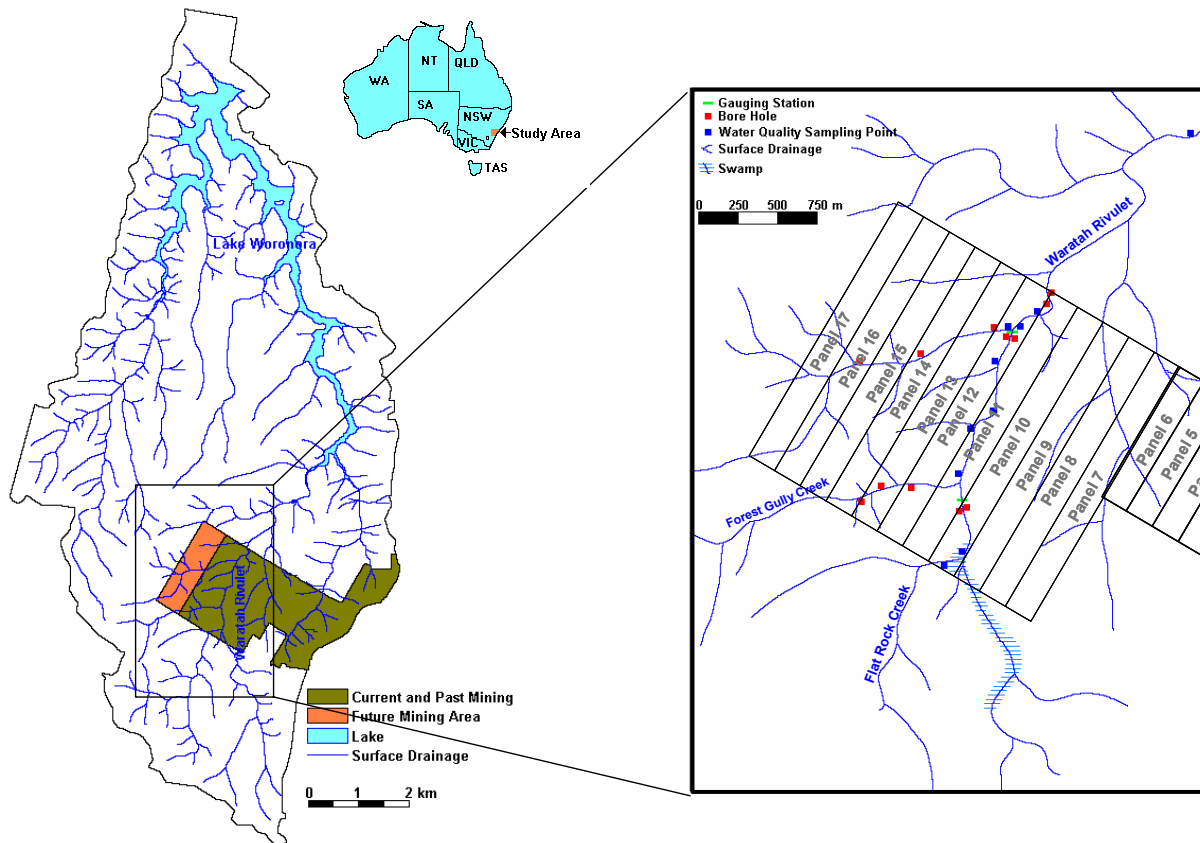 WA
NT
QLD
SA
NSW
VIC
TAS
Study Area
Lake Woronora
Waratah Rivulet
Current and Past Mining
Future Mining Area
Lake
Surface Drainage
0 1 2 km
Gauging Station
Bore Hole
Water Quality Sampling Point
Surface Drainage
Swamp
0 250 500 750 m
Waratah Rivulet
Panel 17
Panel 16
Panel 15
Panel 14
Panel 13
Panel 12
Panel 11
Panel 10
Panel 9
Panel 8
Panel 7
Panel 6
Panel 5
Forest Gully Creek
Flat Rock Creek